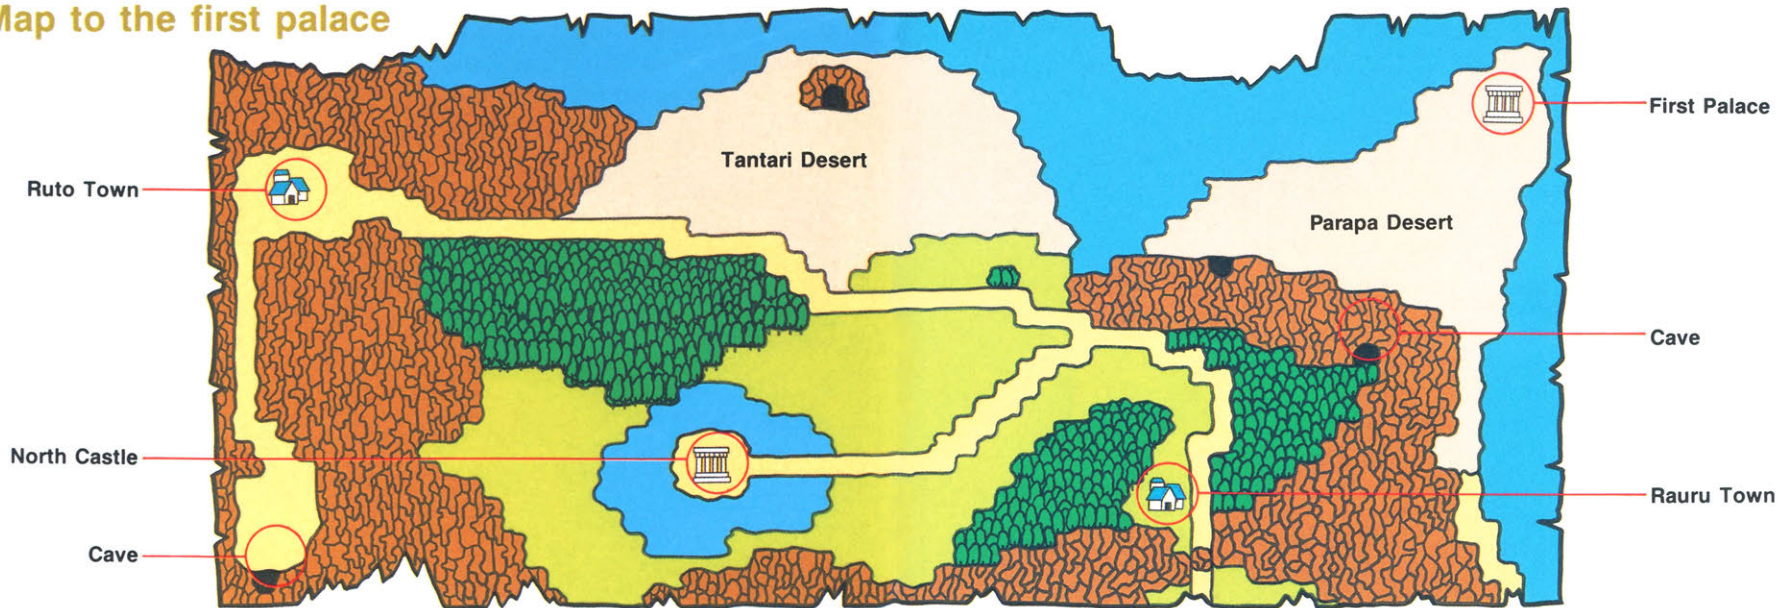 Map to the first palace
Tantari Desert
First Palace
Ruto Town
Parapa Desert
Cave
North Castle
Rauru Town
Cave